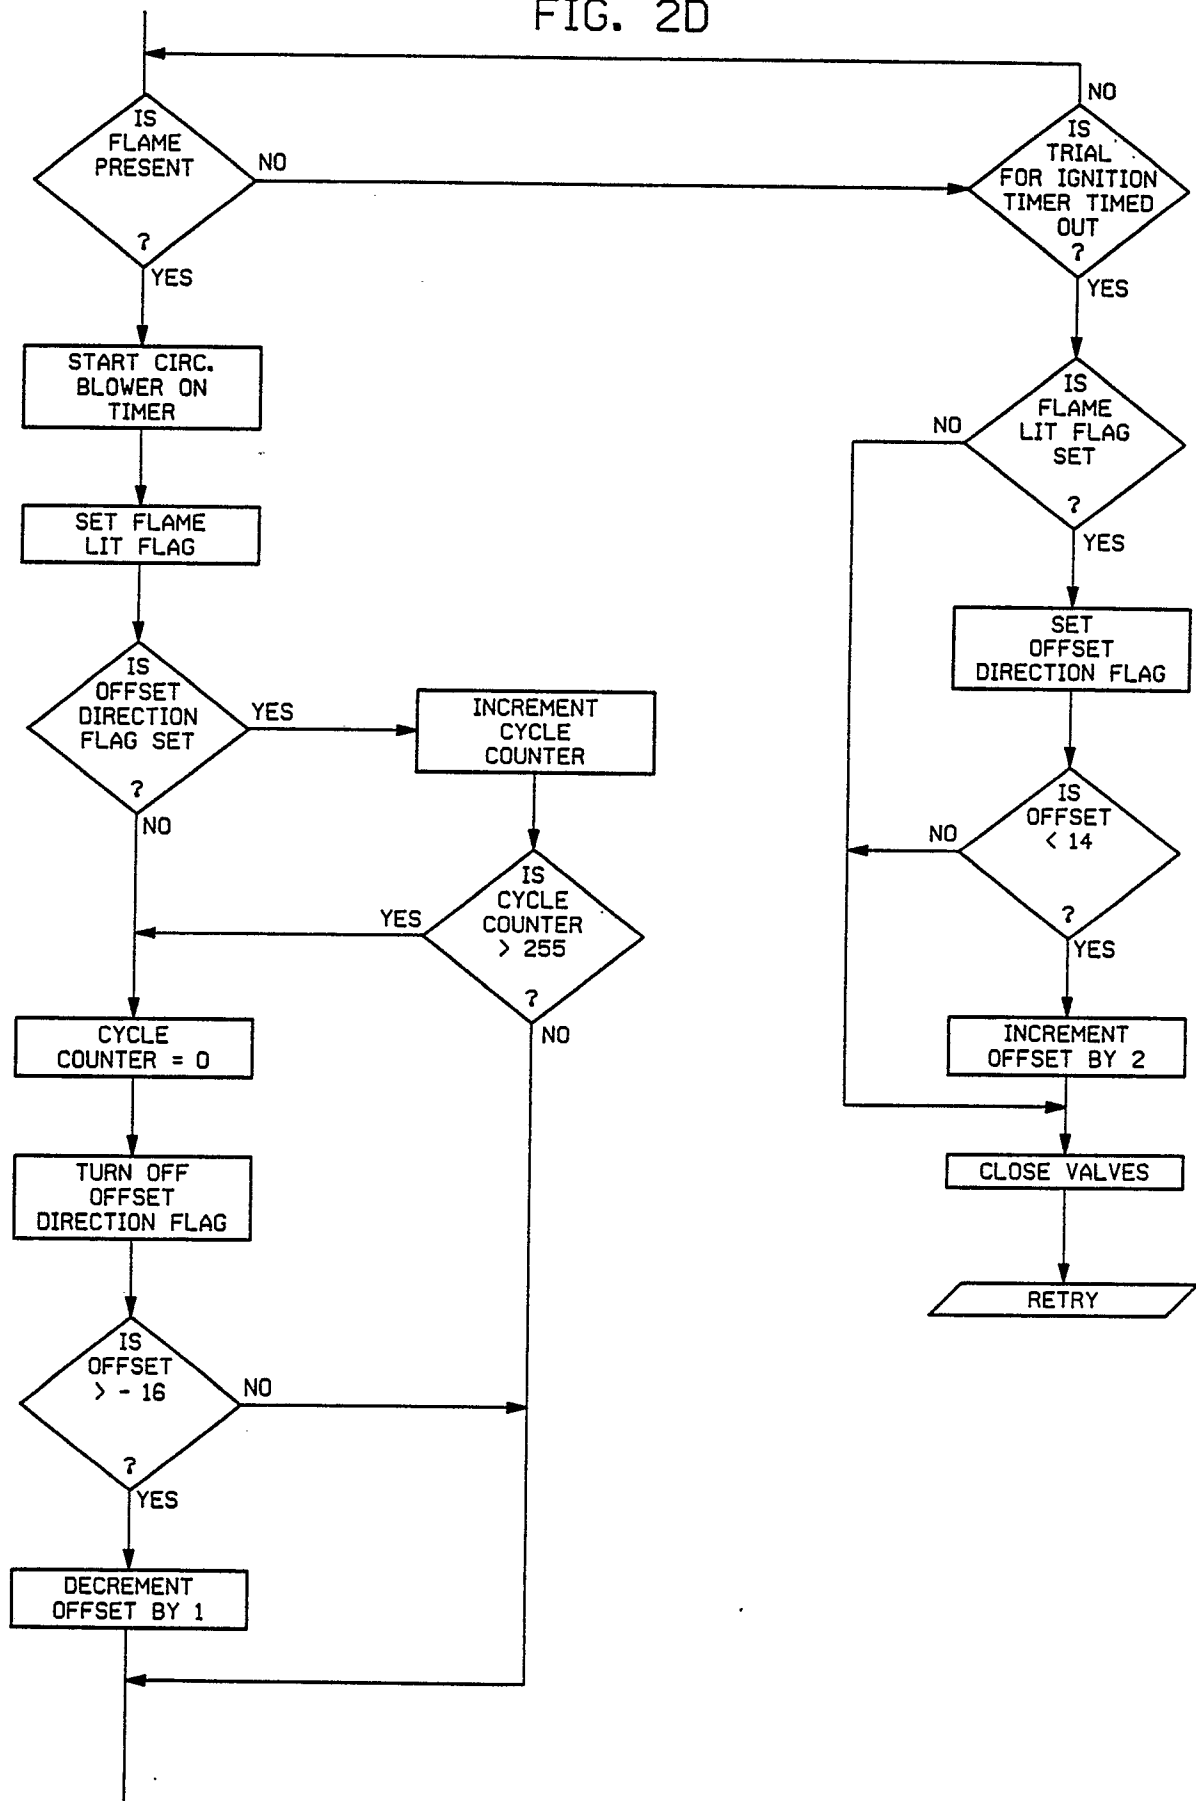 FIG. 2D
NO
IS
FLAME
PRESENT
?
NO
YES
IS
TRIAL
FOR IGNITION
TIMER TIMED
OUT
?
YES
START CIRC.
BLOWER ON
TIMER
SET FLAME
LIT FLAG
IS
OFFSET
DIRECTION
FLAG SET
?
YES
NO
INCREMENT
CYCLE
COUNTER
IS
CYCLE
COUNTER
> 255
?
YES
NO
CYCLE
COUNTER = 0
TURN OFF
OFFSET
DIRECTION FLAG
IS
OFFSET
> - 16
?
NO
YES
DECREMENT
OFFSET BY 1
IS
FLAME
LIT FLAG
SET
?
NO
YES
SET
OFFSET
DIRECTION FLAG
IS
OFFSET
< 14
?
NO
YES
INCREMENT
OFFSET BY 2
CLOSE VALVES
RETRY